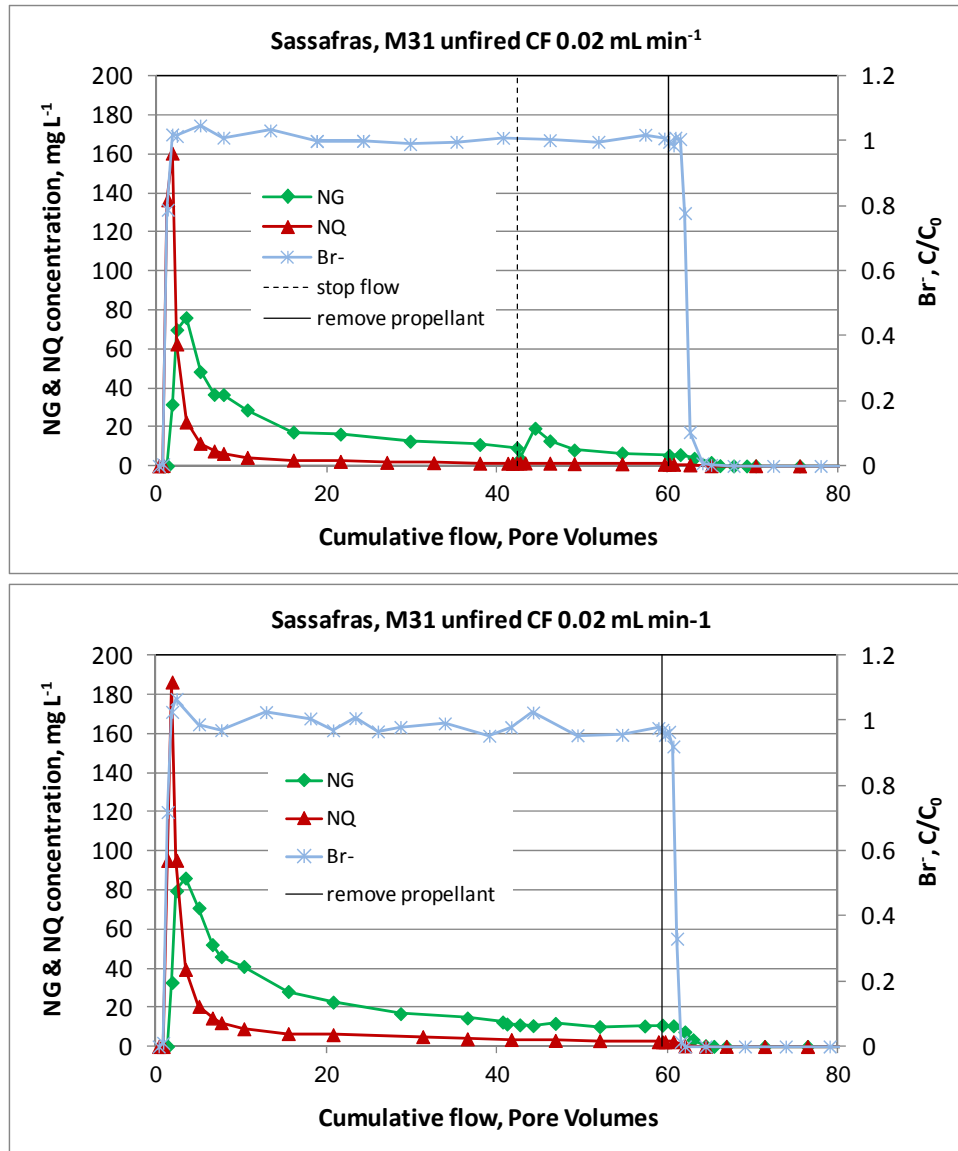 Sassafras, M31 unfired CF 0.02 mL min⁻¹
200
180
160
140
120
100
80
60
40
20
0
1.2
1
0.8
0.6
0.4
0.2
0
NG & NQ concentration, mg L⁻¹
Br⁻, C/C₀
NG
NQ
Br-
stop flow
remove propellant
0 20 40 60 80
Cumulative flow, Pore Volumes
Sassafras, M31 unfired CF 0.02 mL min-1
200
180
160
140
120
100
80
60
40
20
0
1.2
1
0.8
0.6
0.4
0.2
0
NG & NQ concentration, mg L⁻¹
Br⁻, C/C₀
NG
NQ
Br-
remove propellant
0 20 40 60 80
Cumulative flow, Pore Volumes